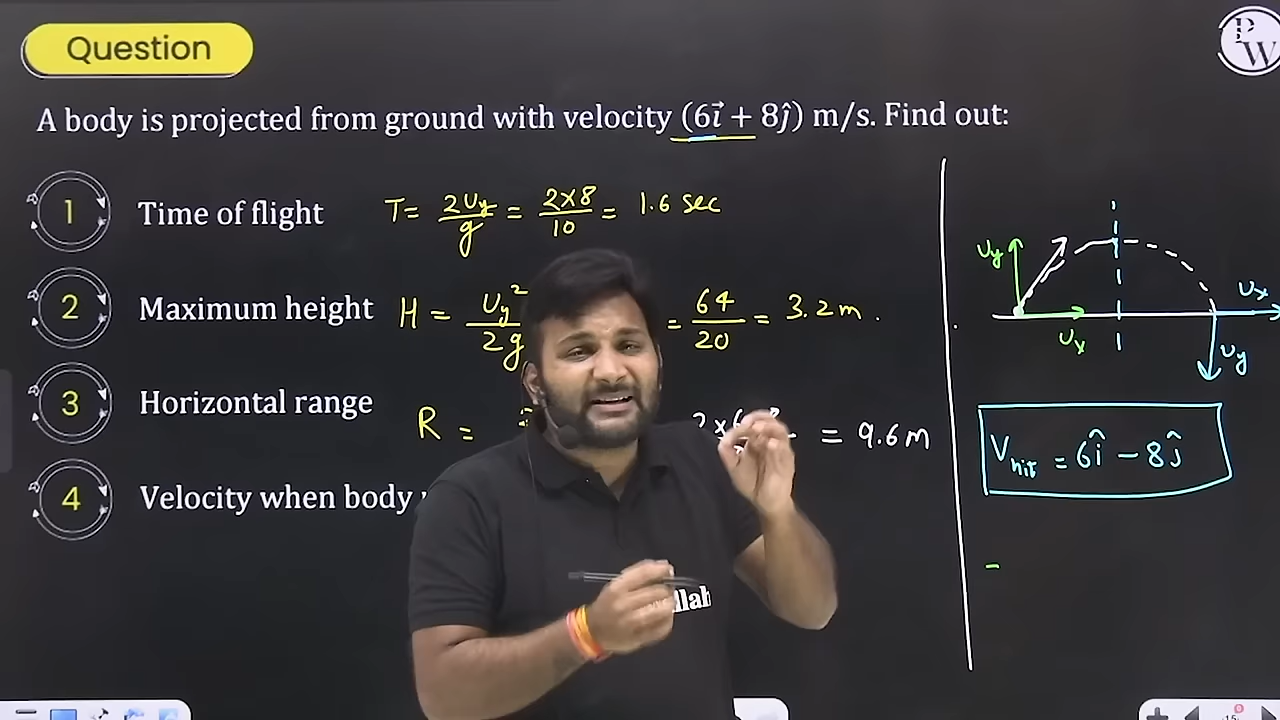 Question
PW
A body is projected from ground with velocity (6i⃗ + 8ĵ) m/s. Find out:
1 Time of flight T= 2Uy/g = 2×8/10 = 1.6 sec
2 Maximum height H = Uy²/2g = 64/20 = 3.2 m.
3 Horizontal range R = = 9.6 m
4 Velocity when body
Uy
Ux
Ux
Uy
Vhit = 6î − 8ĵ
llah